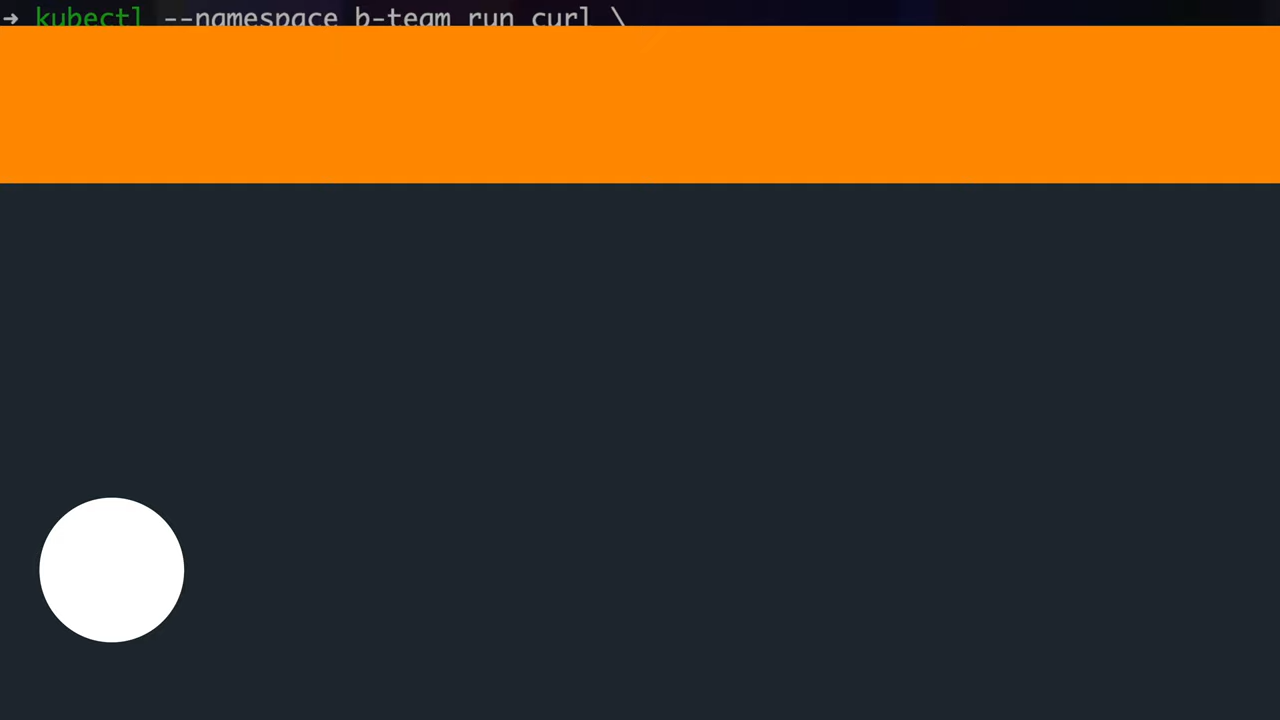 ➜ kubectl --namespace b-team run curl \